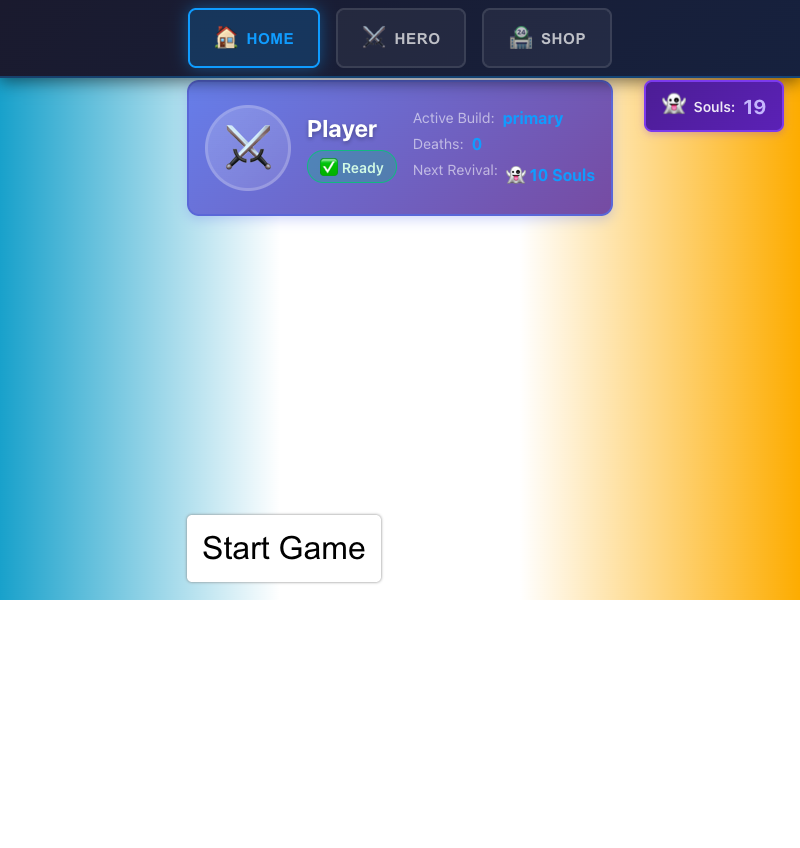 HOME
HERO
SHOP
Player
Ready
Active Build: primary
Deaths: 0
Next Revival: 10 Souls
Souls: 19
Start Game